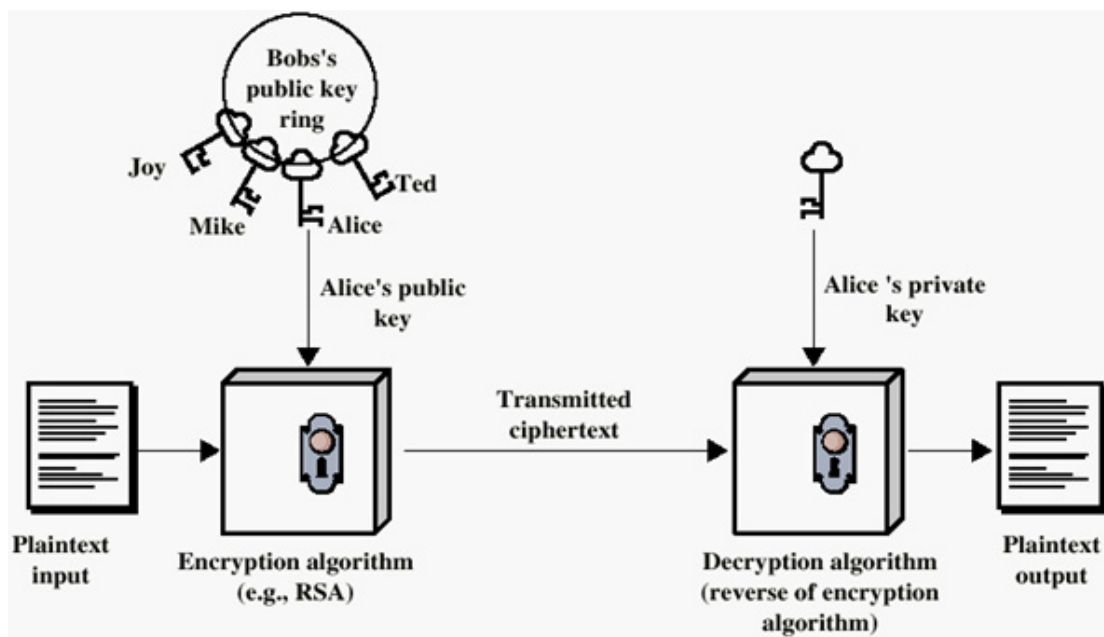 Bobs's
public key
ring
Joy
Ted
Mike
Alice
Alice's public
key
Alice 's private
key
Transmitted
ciphertext
Plaintext
input
Encryption algorithm
(e.g., RSA)
Decryption algorithm
(reverse of encryption
algorithm)
Plaintext
output